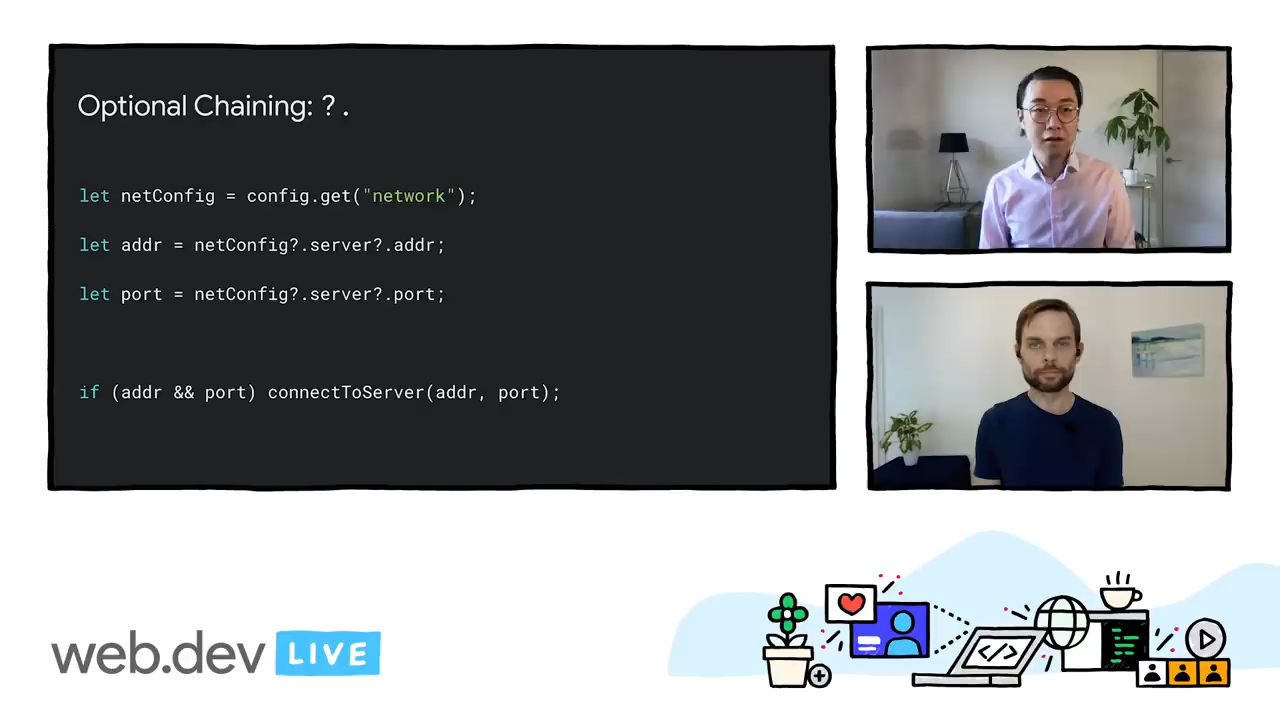 Optional Chaining: ?.
let netConfig = config.get("network");
let addr = netConfig?.server?.addr;
let port = netConfig?.server?.port;
if (addr && port) connectToServer(addr, port);
web.dev LIVE
</>